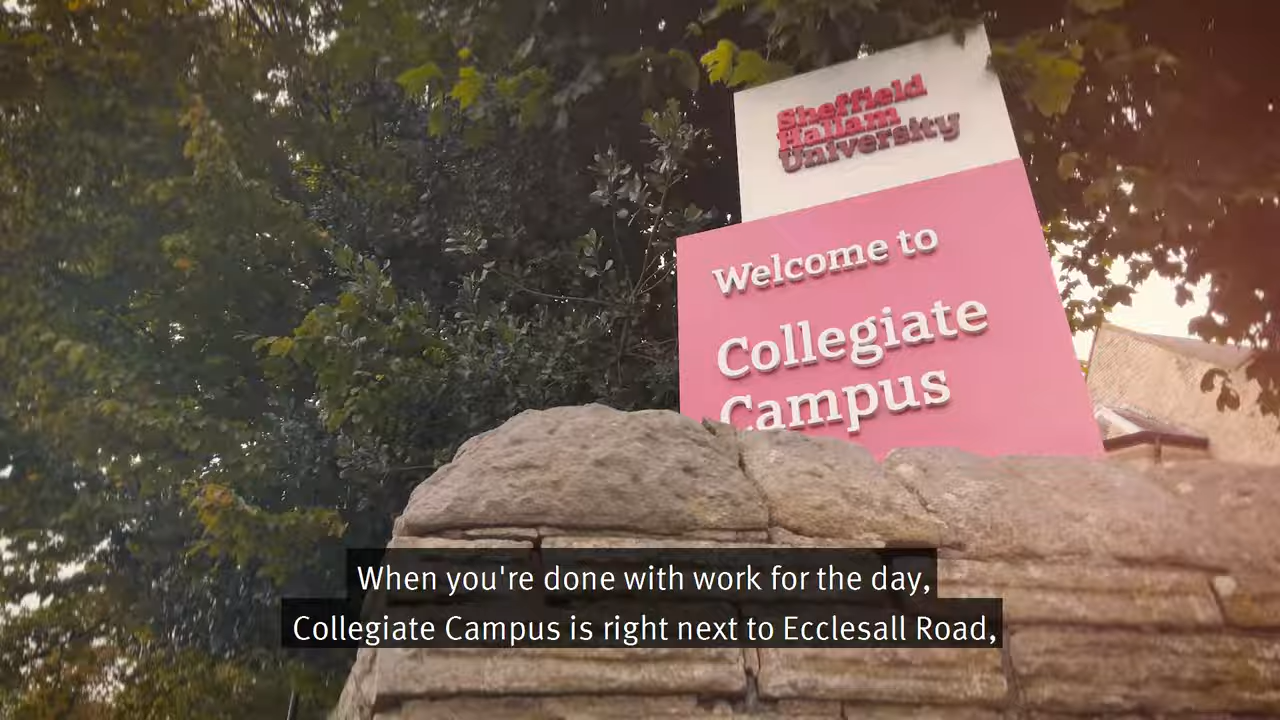 Sheffield
Hallam
University
Welcome to
Collegiate
Campus
When you're done with work for the day,
Collegiate Campus is right next to Ecclesall Road,